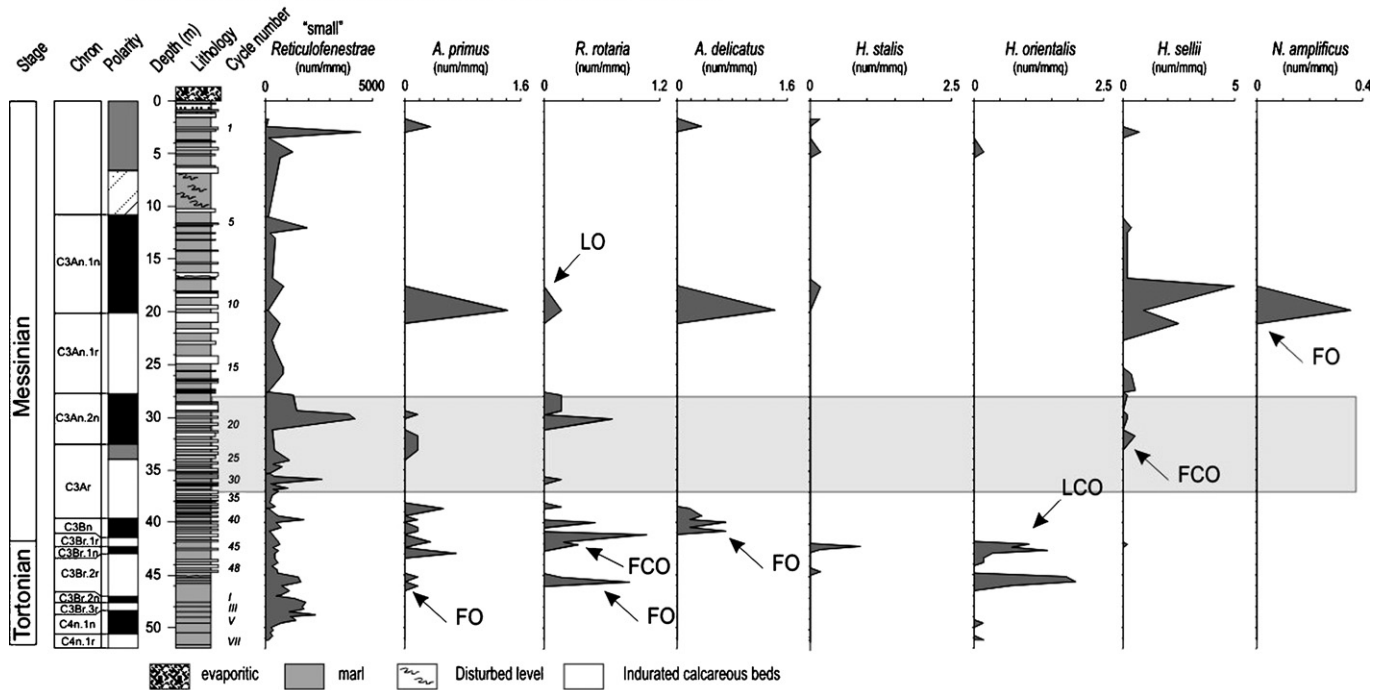 Stage
Chron
Polarity
Depth (m)
Lithology
Cycle number
"small"
Reticulofenestrae
(num/mmq)
A. primus
(num/mmq)
R. rotaria
(num/mmq)
A. delicatus
(num/mmq)
H. stalis
(num/mmq)
H. orientalis
(num/mmq)
H. sellii
(num/mmq)
N. amplificus
(num/mmq)
0 5000
1.6
0 1.2
1.6
0 2.5
0 2.5
0 5
0 0.4
Messinian
Tortonian
C3An.1n
C3An.1r
C3An.2n
C3Ar
C3Bn
C3Br.1r
C3Br.1n
C3Br.2r
C3Br.2n
C3Br.3r
C4n.1n
C4n.1r
0
5
10
15
20
25
30
35
40
45
50
1
5
10
15
20
25
30
35
40
45
48
I
III
V
VII
LO
FO
FCO
LCO
FCO
FO
FO
FO
evaporitic
marl
Disturbed level
Indurated calcareous beds